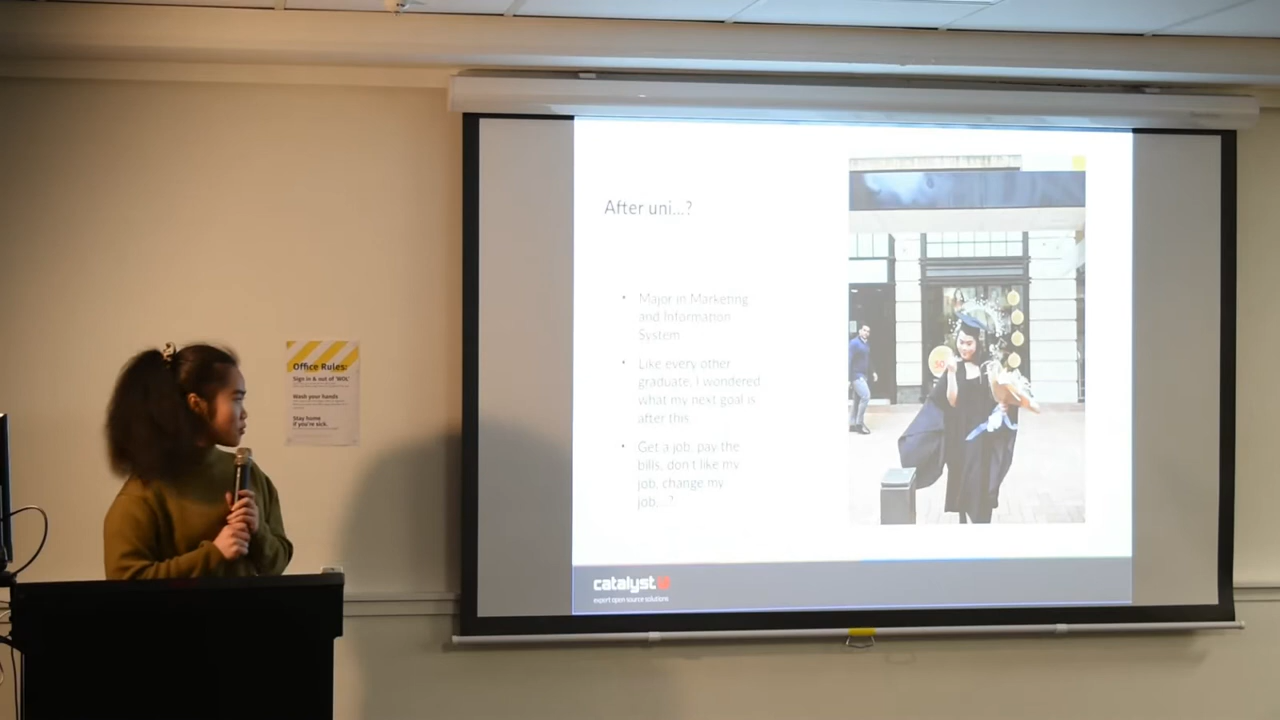 After uni...?
• Major in Marketing
and Information
System
• Like every other
graduate, I wondered
what my next goal is
after this.
• Get a job, pay the
bills, don't like my
job, change my
job,..?
catalyst
expert open source solutions
Office Rules:
Sign in & out of 'WOL'
Wash your hands
Stay home
if you're sick.